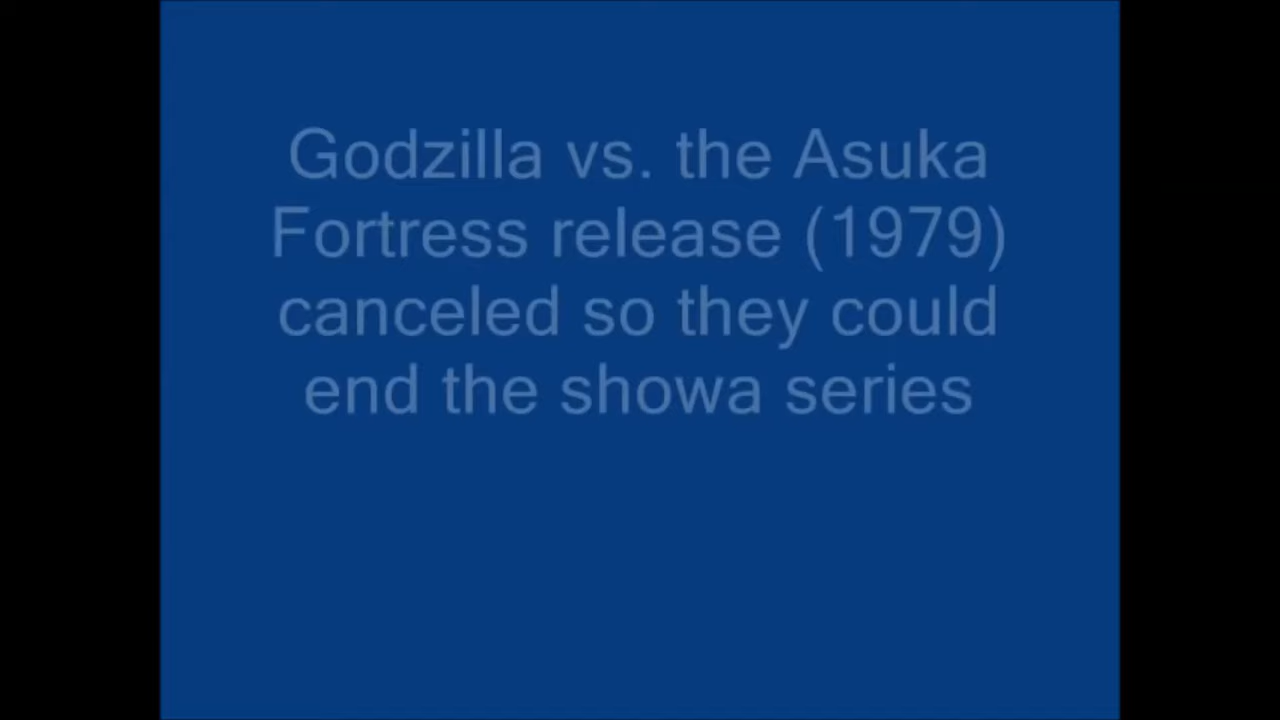 Godzilla vs. the Asuka
Fortress release (1979)
canceled so they could
end the showa series